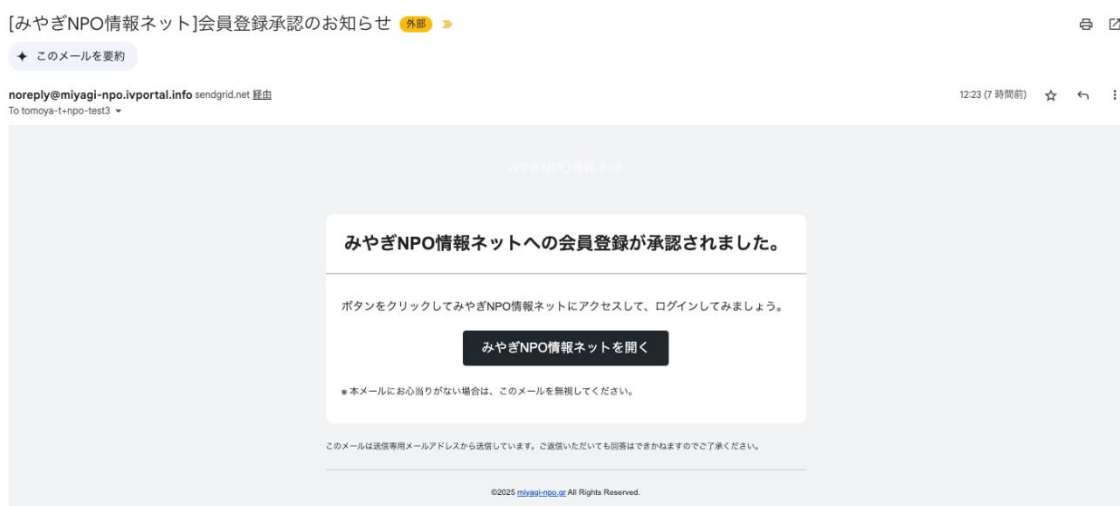 [みやぎNPO情報ネット]会員登録承認のお知らせ 外部
このメールを要約
noreply@miyagi-npo.ivportal.info sendgrid.net 経由
12:23 (7 時間前)
To tomoya-t+npo-test3
みやぎNPO情報ネット
みやぎNPO情報ネットへの会員登録が承認されました。
ボタンをクリックしてみやぎNPO情報ネットにアクセスして、ログインしてみましょう。
みやぎNPO情報ネットを開く
※本メールにお心当りがない場合は、このメールを無視してください。
このメールは送信専用メールアドレスから送信しています。ご返信いただいても回答はできかねますのでご了承ください。
©2025 miyagi-npo.gr All Rights Reserved.